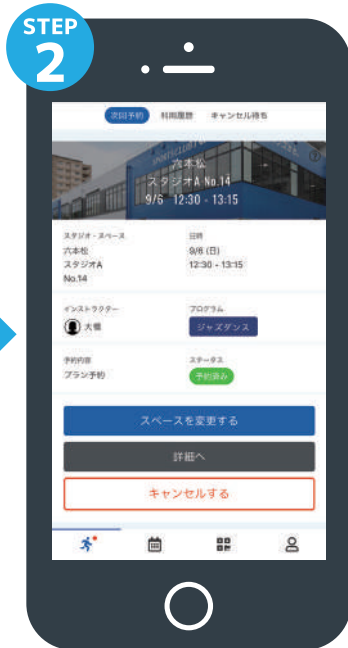 STEP
2
次回予約 利用履歴 キャンセル待ち
六本松
スタジオA No.14
9/6 12:30 - 13:15
スタジオ・スペース
六本松
スタジオA
No.14
日時
9/6 (日)
12:30 - 13:15
インストラクター
大橋
プログラム
ジャズダンス
予約内容
プラン予約
ステータス
予約済み
スペースを変更する
詳細へ
キャンセルする